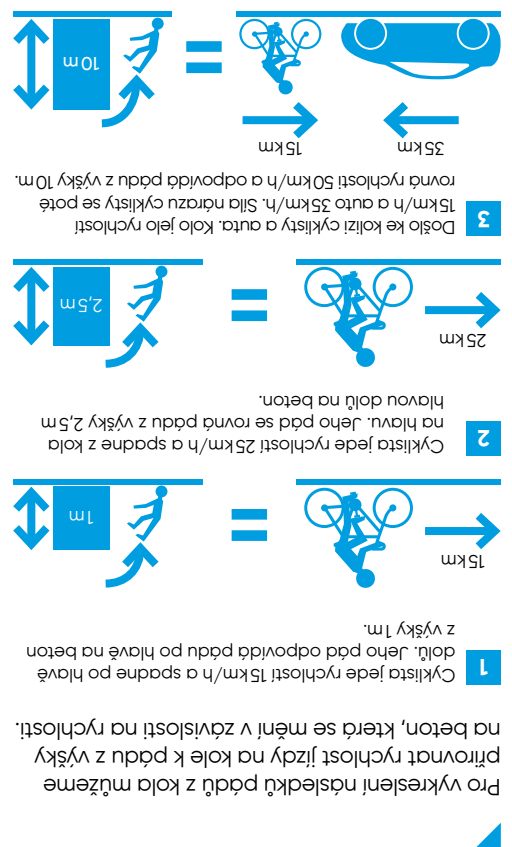 Pro vykreslení následků pádů z kola můžeme
přirovnat rychlost jízdy na kole k pádu z výšky
na beton, která se mění v závislosti na rychlosti.
1
Cyklista jede rychlostí 15 km/h a spadne po hlavě
dolů. Jeho pád odpovídá pádu po hlavě na beton
z výšky 1 m.
15 km
1 m
2
Cyklista jede rychlostí 25 km/h a spadne z kola
na hlavu. Jeho pád se rovná pádu z výšky 2,5 m
hlavou dolů na beton.
25 km
2,5 m
3
Došlo ke kolizi cyklisty a auta. Kolo jelo rychlostí
15 km/h a auto 35 km/h. Síla nárazu cyklisty se poté
rovná rychlosti 50 km/h a odpovídá pádu z výšky 10 m.
35 km
15 km
10 m